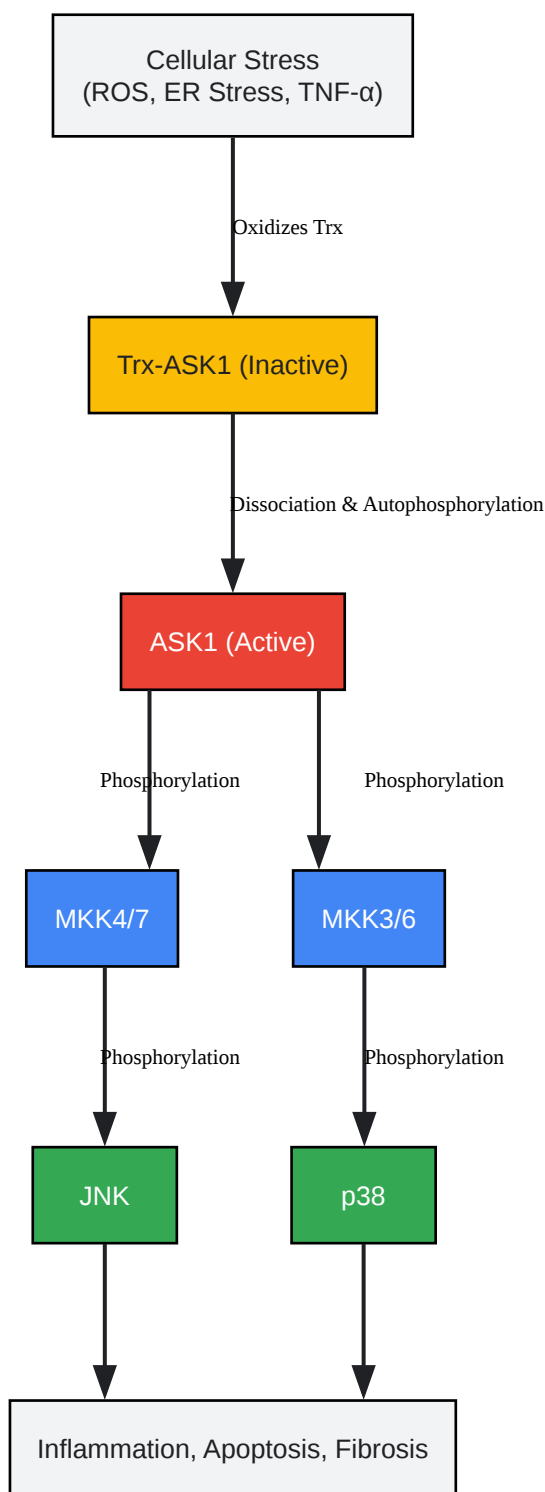 Cellular Stress
(ROS, ER Stress, TNF-α)
Oxidizes Trx
Trx-ASK1 (Inactive)
Dissociation & Autophosphorylation
ASK1 (Active)
Phosphorylation
Phosphorylation
MKK4/7
MKK3/6
Phosphorylation
Phosphorylation
JNK
p38
Inflammation, Apoptosis, Fibrosis